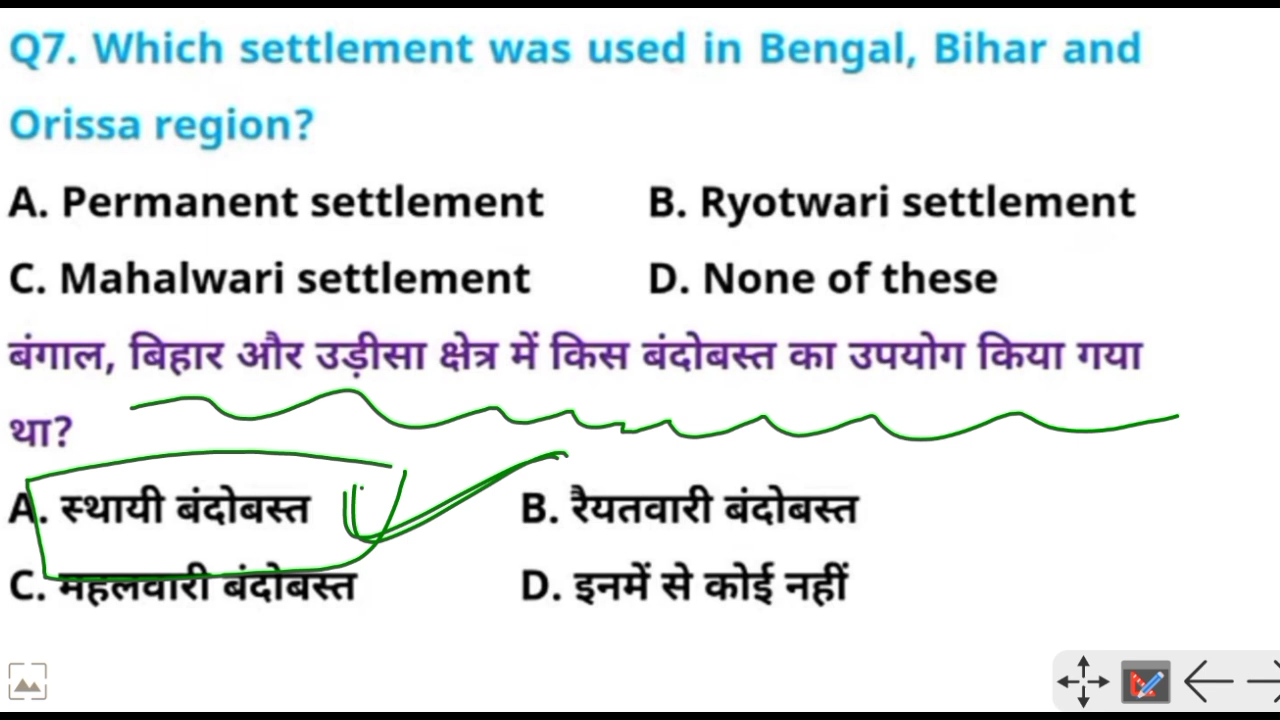 Q7. Which settlement was used in Bengal, Bihar and
Orissa region?
A. Permanent settlement B. Ryotwari settlement
C. Mahalwari settlement D. None of these
बंगाल, बिहार और उड़ीसा क्षेत्र में किस बंदोबस्त का उपयोग किया गया
था?
A. स्थायी बंदोबस्त B. रैयतवारी बंदोबस्त
C. महलवारी बंदोबस्त D. इनमें से कोई नहीं